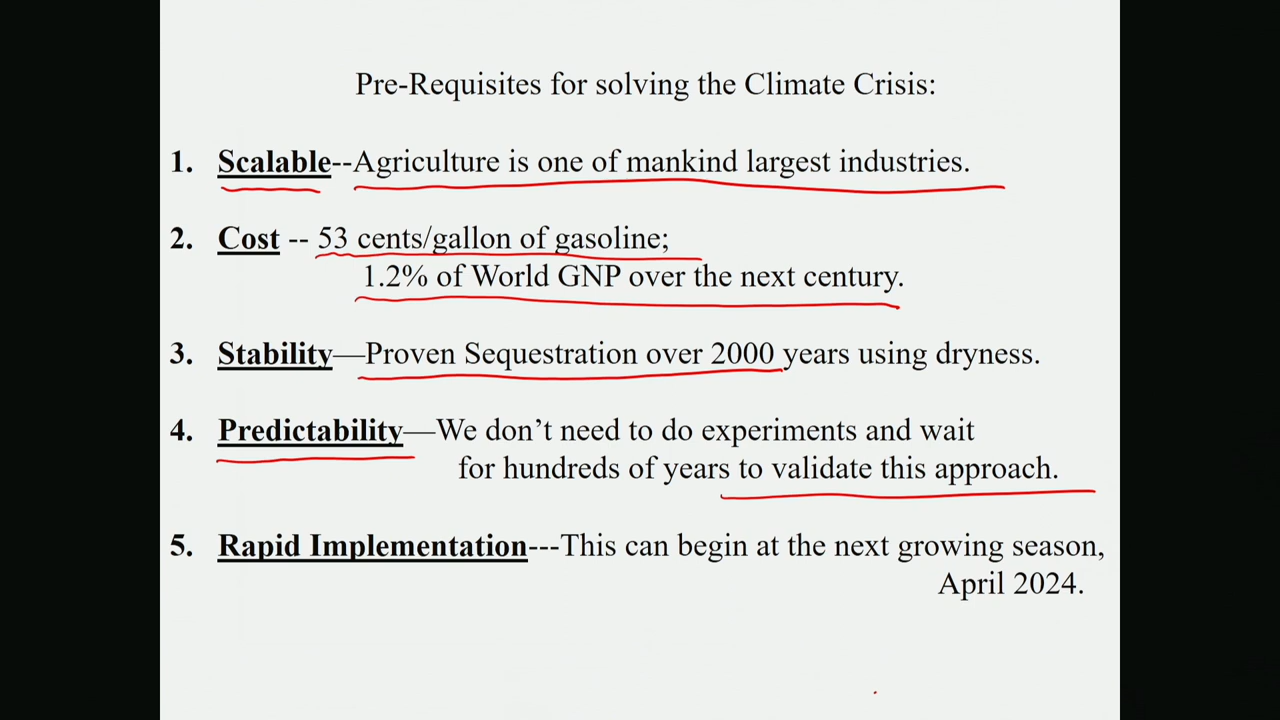 Pre-Requisites for solving the Climate Crisis:
1. Scalable--Agriculture is one of mankind largest industries.
2. Cost -- 53 cents/gallon of gasoline;
1.2% of World GNP over the next century.
3. Stability—Proven Sequestration over 2000 years using dryness.
4. Predictability—We don’t need to do experiments and wait
for hundreds of years to validate this approach.
5. Rapid Implementation---This can begin at the next growing season,
April 2024.